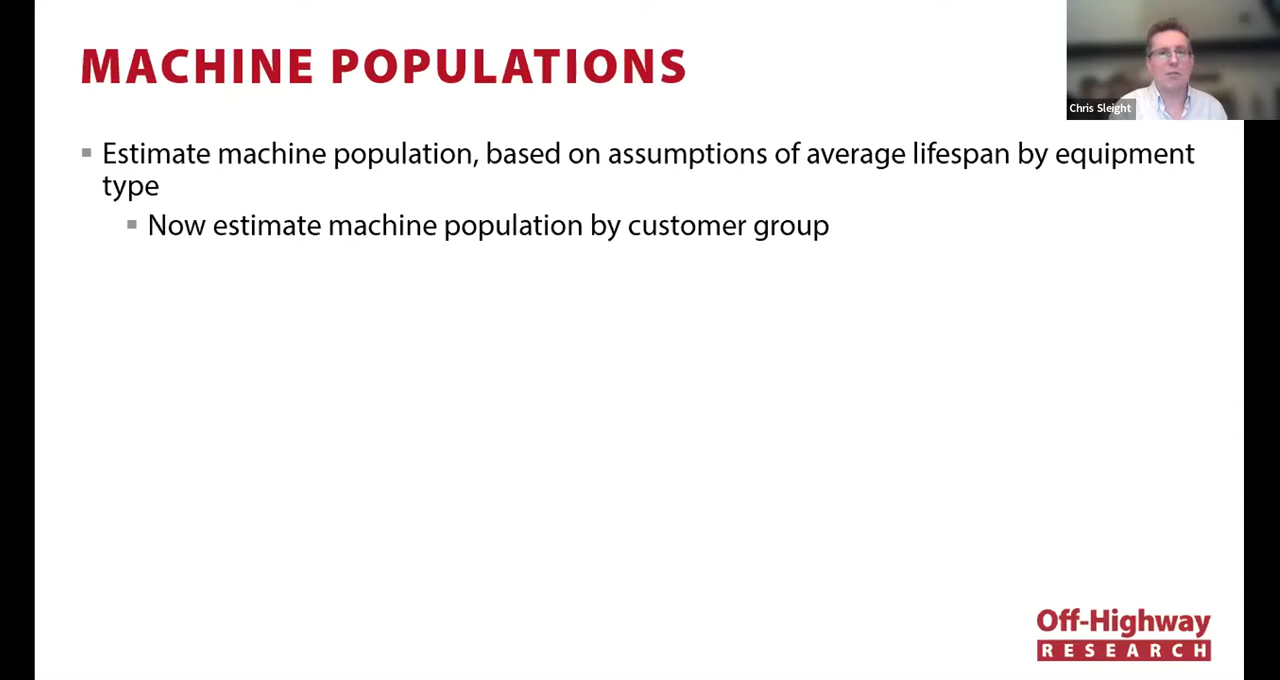 MACHINE POPULATIONS
Chris Sleight
Estimate machine population, based on assumptions of average lifespan by equipment
type
Now estimate machine population by customer group
Off-Highway
RESEARCH